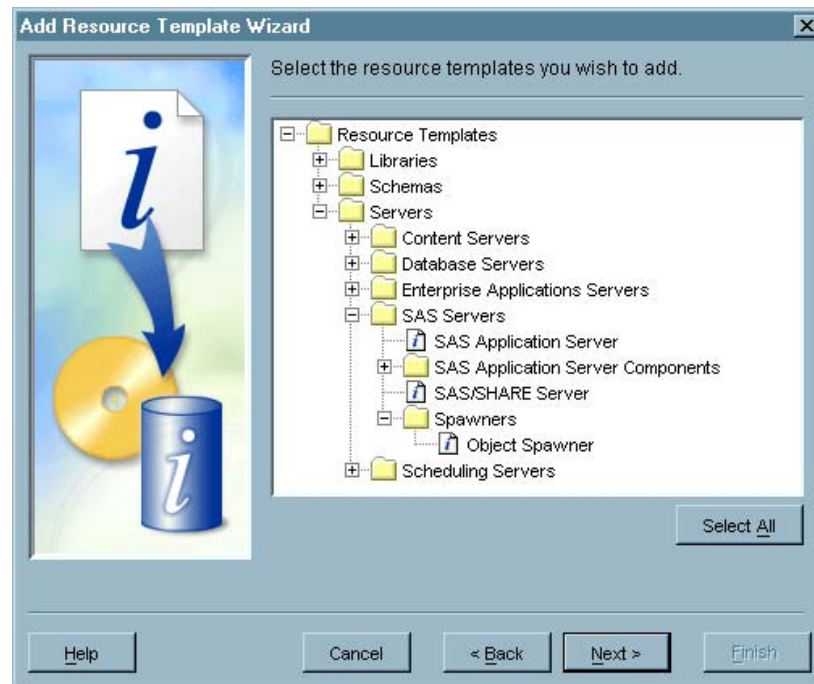 Add Resource Template Wizard
Select the resource templates you wish to add.
Resource Templates
Libraries
Schemas
Servers
Content Servers
Database Servers
Enterprise Applications Servers
SAS Servers
SAS Application Server
SAS Application Server Components
SAS/SHARE Server
Spawners
Object Spawner
Scheduling Servers
Select All
Help
Cancel
< Back
Next >
Finish